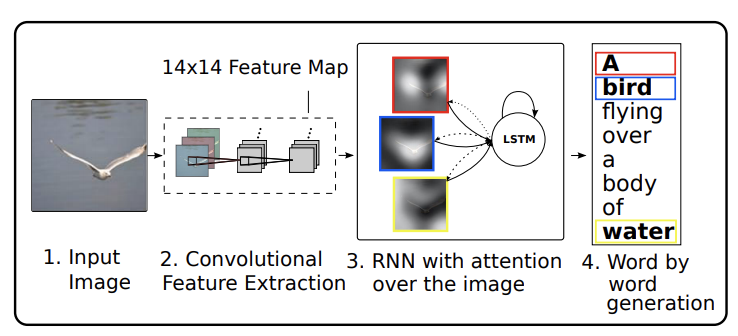 14x14 Feature Map
LSTM
A
bird
flying
over
a
body
of
water
1. Input
Image
2. Convolutional
Feature Extraction
3. RNN with attention
over the image
4. Word by
word
generation